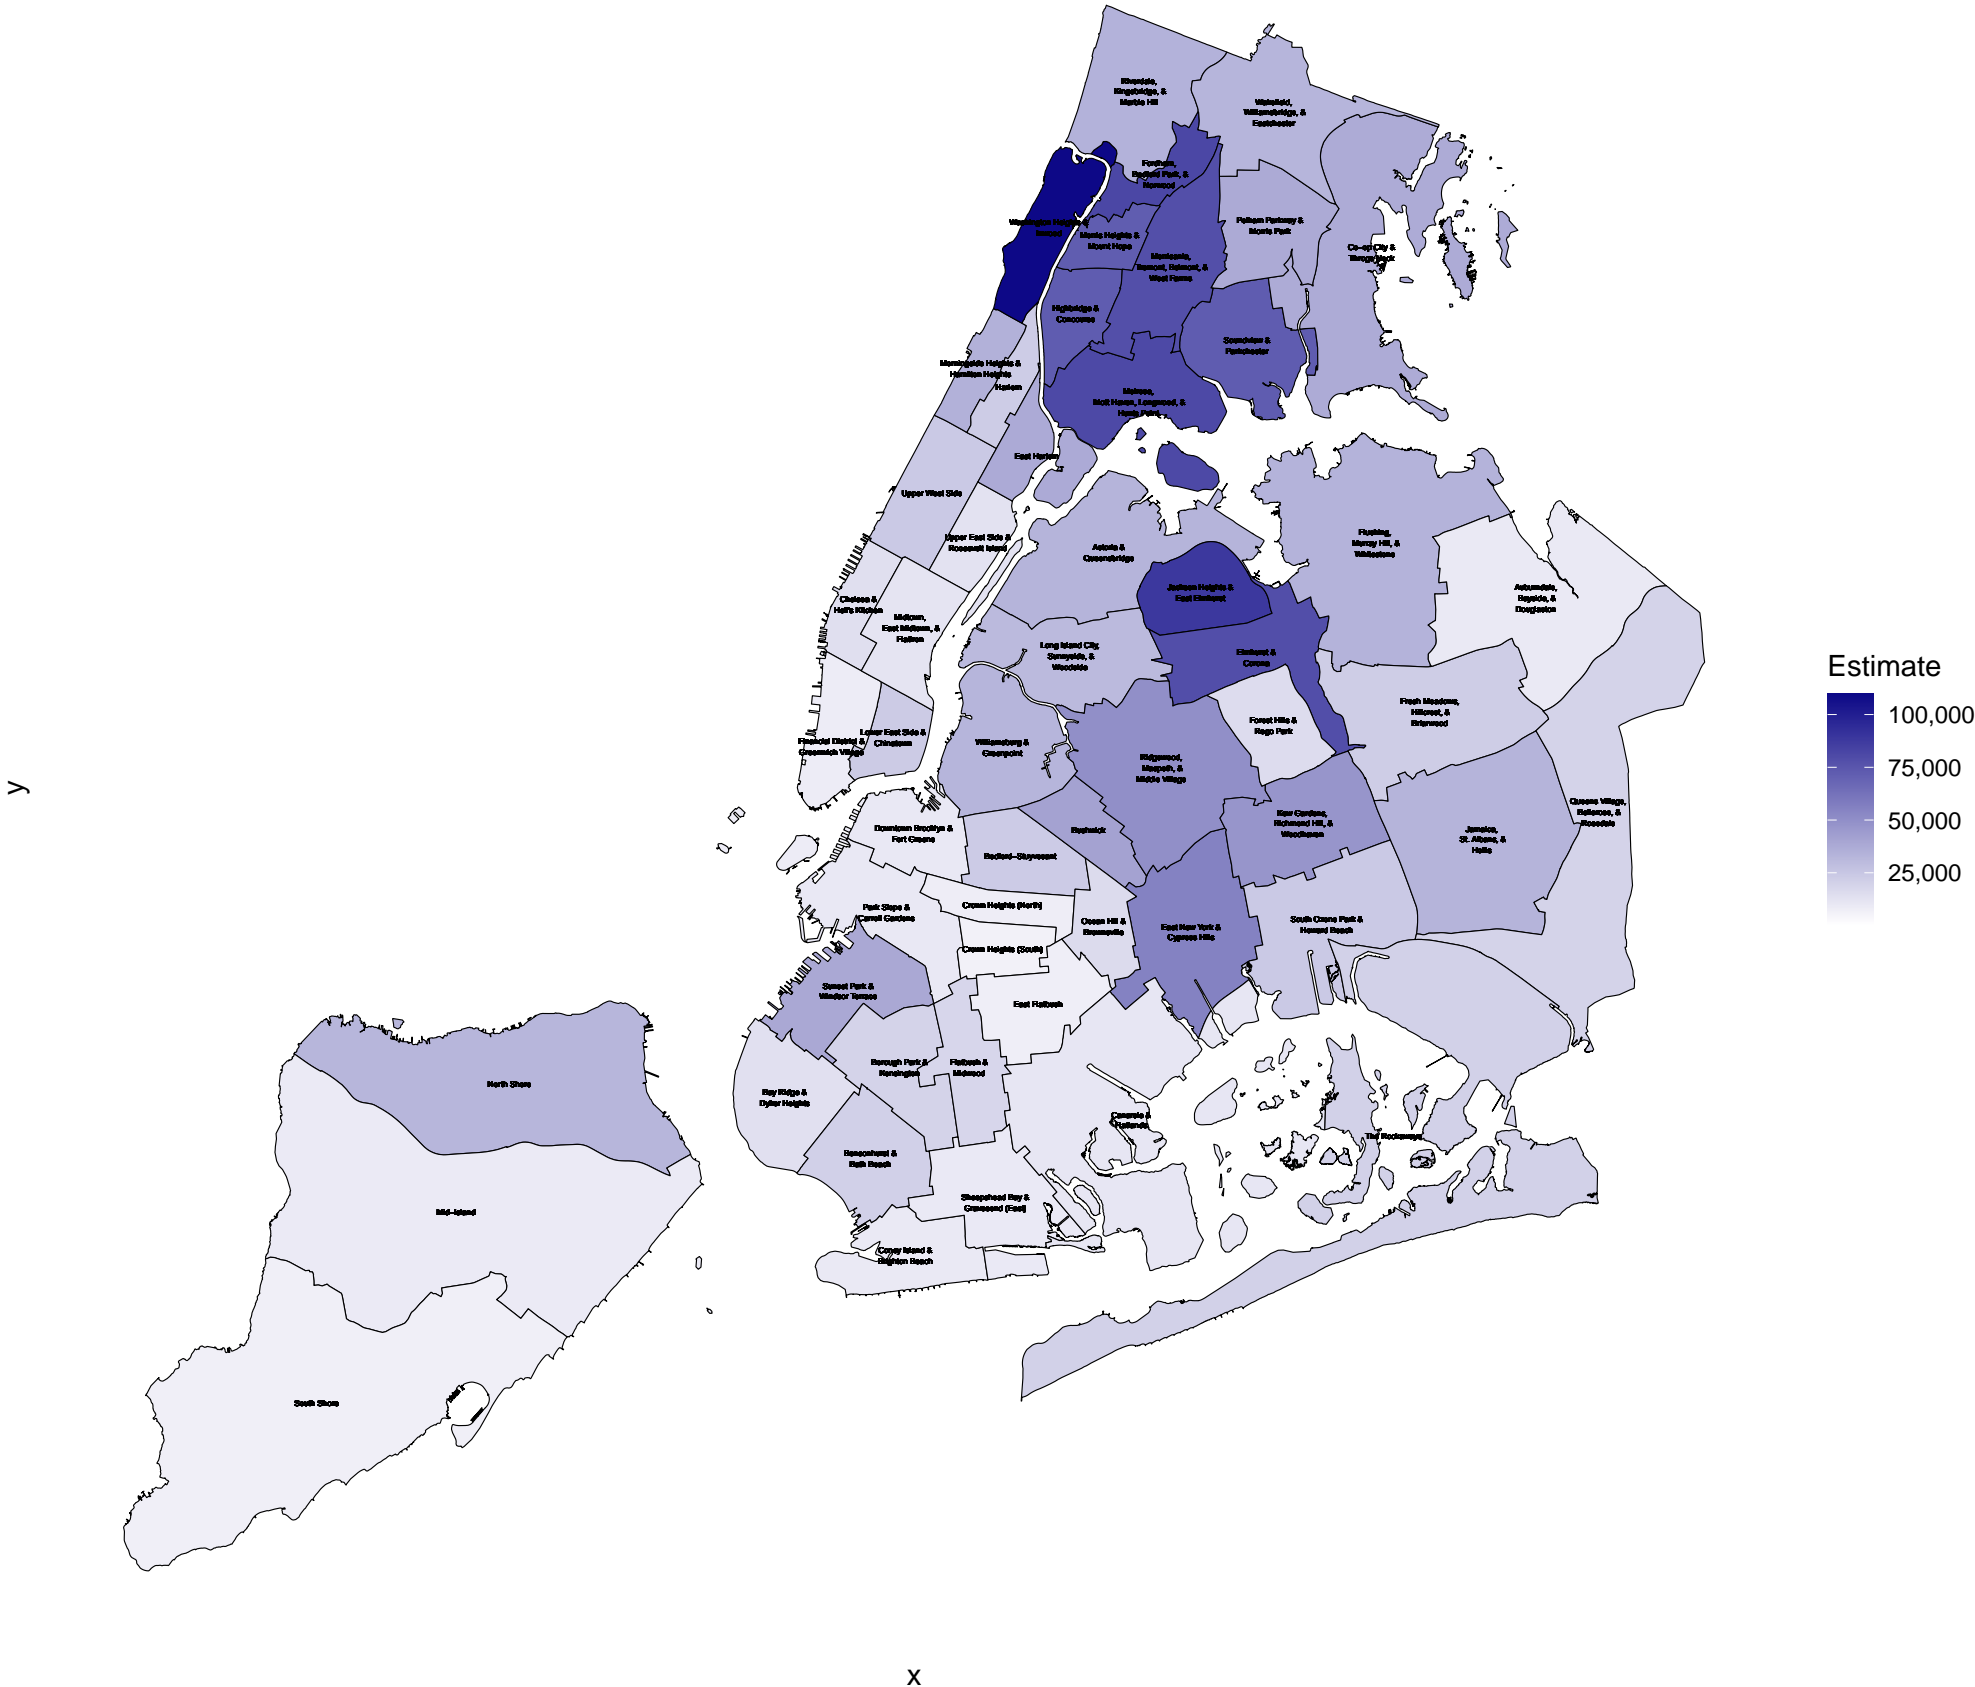 Riverdale,
Kingsbridge, &
Marble Hill
Wakefield,
Williamsbridge, &
Eastchester
Fordham,
Bedford Park, &
Norwood
Washington Heights &
Inwood
Morris Heights &
Mount Hope
Pelham Parkway &
Morris Park
Co-op City &
Throgs Neck
Morrisania,
Tremont, Belmont, &
West Farms
Highbridge &
Concourse
Soundview &
Parkchester
Morningside Heights &
Hamilton Heights
Harlem
Melrose,
Mott Haven, Longwood, &
Hunts Point
East Harlem
Upper West Side
Upper East Side &
Roosevelt Island
Astoria &
Queensbridge
Flushing,
Murray Hill, &
Whitestone
Jackson Heights &
East Elmhurst
Auburndale,
Bayside, &
Douglaston
Chelsea &
Hell's Kitchen
Midtown,
East Midtown, &
Flatiron
Long Island City,
Sunnyside, &
Woodside
Elmhurst &
Corona
Fresh Meadows,
Hillcrest, &
Briarwood
Forest Hills &
Rego Park
Financial District &
Greenwich Village
Lower East Side &
Chinatown
Williamsburg &
Greenpoint
Ridgewood,
Maspeth, &
Middle Village
Kew Gardens,
Richmond Hill, &
Woodhaven
Queens Village,
Bellerose, &
Rosedale
Jamaica,
St. Albans, &
Hollis
Downtown Brooklyn &
Fort Greene
Bushwick
Bedford-Stuyvesant
Park Slope &
Carroll Gardens
Crown Heights (North)
Ocean Hill &
Brownsville
East New York &
Cypress Hills
South Ozone Park &
Howard Beach
Crown Heights (South)
Sunset Park &
Windsor Terrace
East Flatbush
Borough Park &
Kensington
Flatbush &
Midwood
North Shore
Bay Ridge &
Dyker Heights
Canarsie &
Flatlands
The Rockaways
Bensonhurst &
Bath Beach
Mid-Island
Sheepshead Bay &
Gravesend (East)
Coney Island &
Brighton Beach
South Shore
Estimate
100,000
75,000
50,000
25,000
y
x